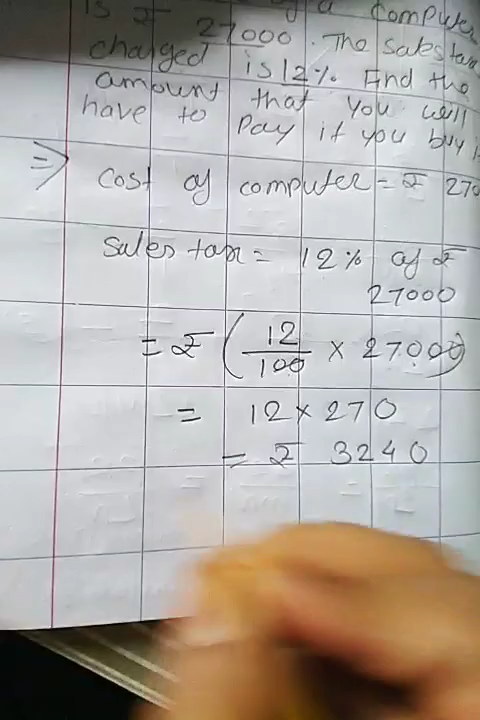 is ₹ 27000. The sales tax
charged is 12%. Find the
amount that you will
have to pay if you buy
⇒ cost of computer = ₹ 270
Sales tax = 12% of ₹
27000
= ₹ (12/100 × 27000)
= 12 × 270
= ₹ 3240